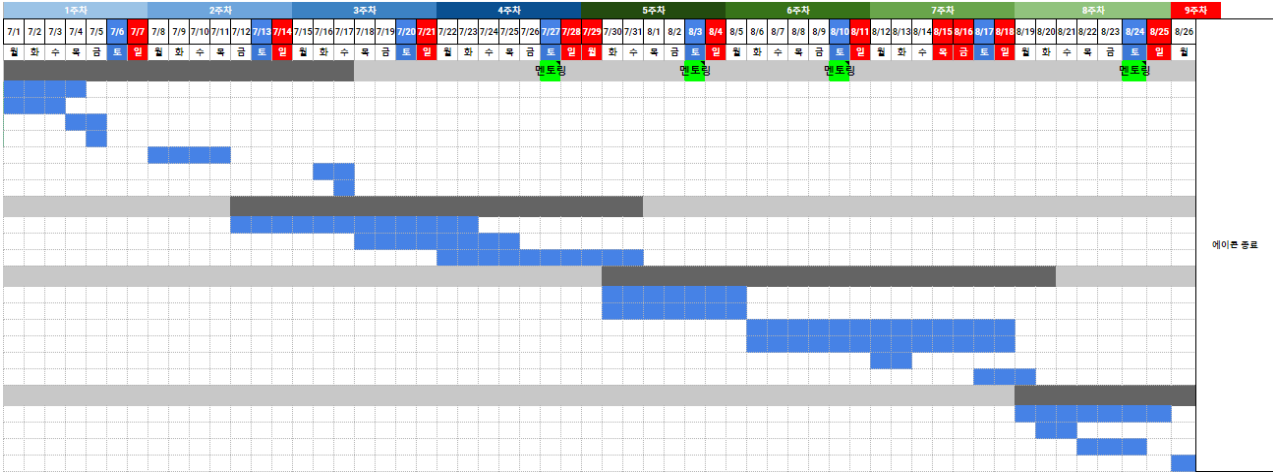 1주차 2주차 3주차 4주차 5주차 6주차 7주차 8주차 9주차
7/1 7/2 7/3 7/4 7/5 7/6 7/7 7/8 7/9 7/10 7/11 7/12 7/13 7/14 7/15 7/16 7/17 7/18 7/19 7/20 7/21 7/22 7/23 7/24 7/25 7/26 7/27 7/28 7/29 7/30 7/31 8/1 8/2 8/3 8/4 8/5 8/6 8/7 8/8 8/9 8/10 8/11 8/12 8/13 8/14 8/15 8/16 8/17 8/18 8/19 8/20 8/21 8/22 8/23 8/24 8/25 8/26
월 화 수 목 금 토 일 월 화 수 목 금 토 일 월 화 수 목 금 토 일 월 화 수 목 금 토 일 월 화 수 목 금 토 일 월 화 수 목 금 토 일 월 화 수 목 금 토 일 월 화 수 목 금 토 일 월
멘토링 멘토링 멘토링 멘토링
에이콘 종료